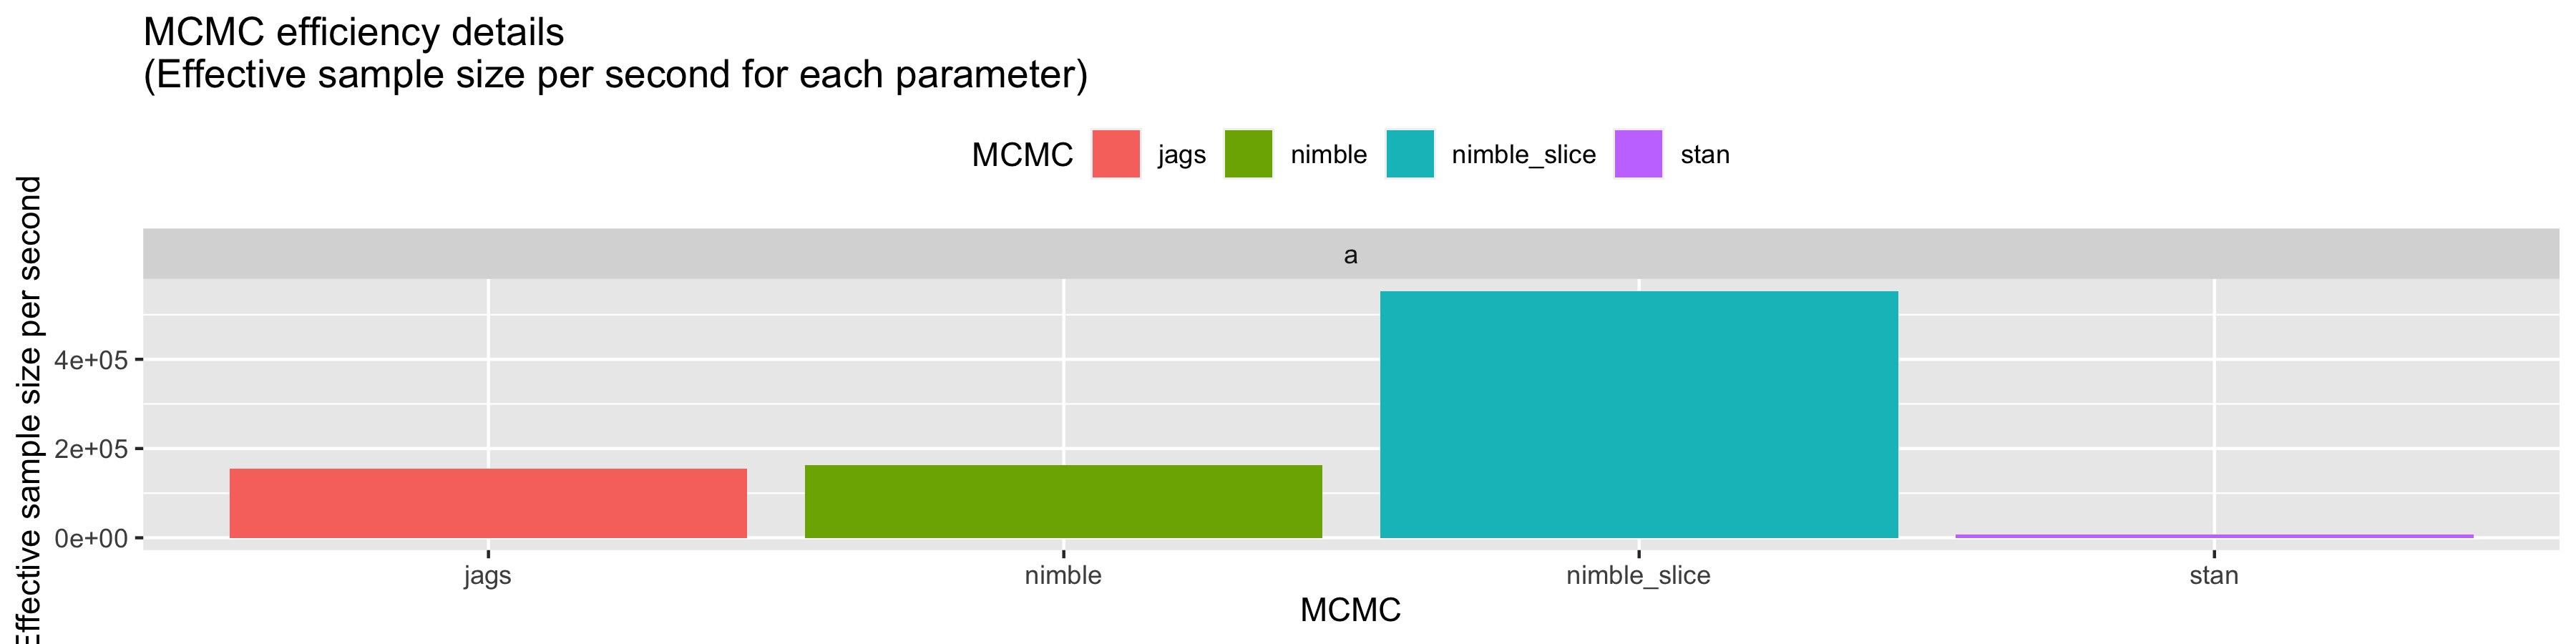 MCMC efficiency details
(Effective sample size per second for each parameter)
MCMC jags nimble nimble_slice stan
Effective sample size per second
a
4e+05
2e+05
0e+00
jags nimble nimble_slice stan
MCMC